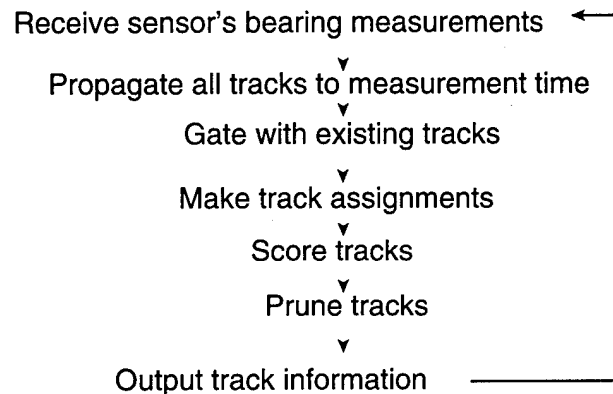 Receive sensor's bearing measurements
Propagate all tracks to measurement time
Gate with existing tracks
Make track assignments
Score tracks
Prune tracks
Output track information